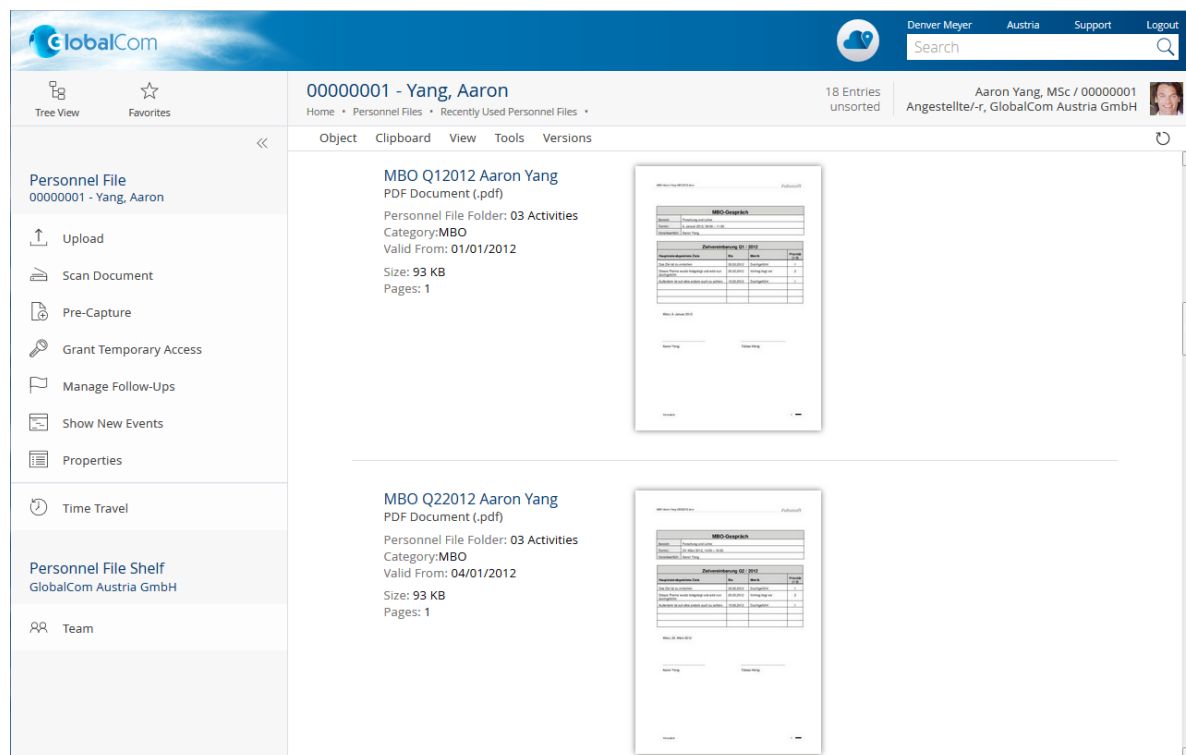 GlobalCom
Denver Meyer Austria Support Logout
Search
Tree View Favorites
00000001 - Yang, Aaron
Home • Personnel Files • Recently Used Personnel Files •
18 Entries
unsorted
Aaron Yang, MSc / 00000001
Angestellte/-r, GlobalCom Austria GmbH
Object Clipboard View Tools Versions
Personnel File
00000001 - Yang, Aaron
Upload
Scan Document
Pre-Capture
Grant Temporary Access
Manage Follow-Ups
Show New Events
Properties
Time Travel
Personnel File Shelf
GlobalCom Austria GmbH
Team
MBO Q12012 Aaron Yang
PDF Document (.pdf)
Personnel File Folder: 03 Activities
Category:MBO
Valid From: 01/01/2012
Size: 93 KB
Pages: 1
MBO-Gespräch
Zielvereinbarung Q1 / 2012
MBO Q22012 Aaron Yang
PDF Document (.pdf)
Personnel File Folder: 03 Activities
Category:MBO
Valid From: 04/01/2012
Size: 93 KB
Pages: 1
MBO-Gespräch
Zielvereinbarung Q2 / 2012